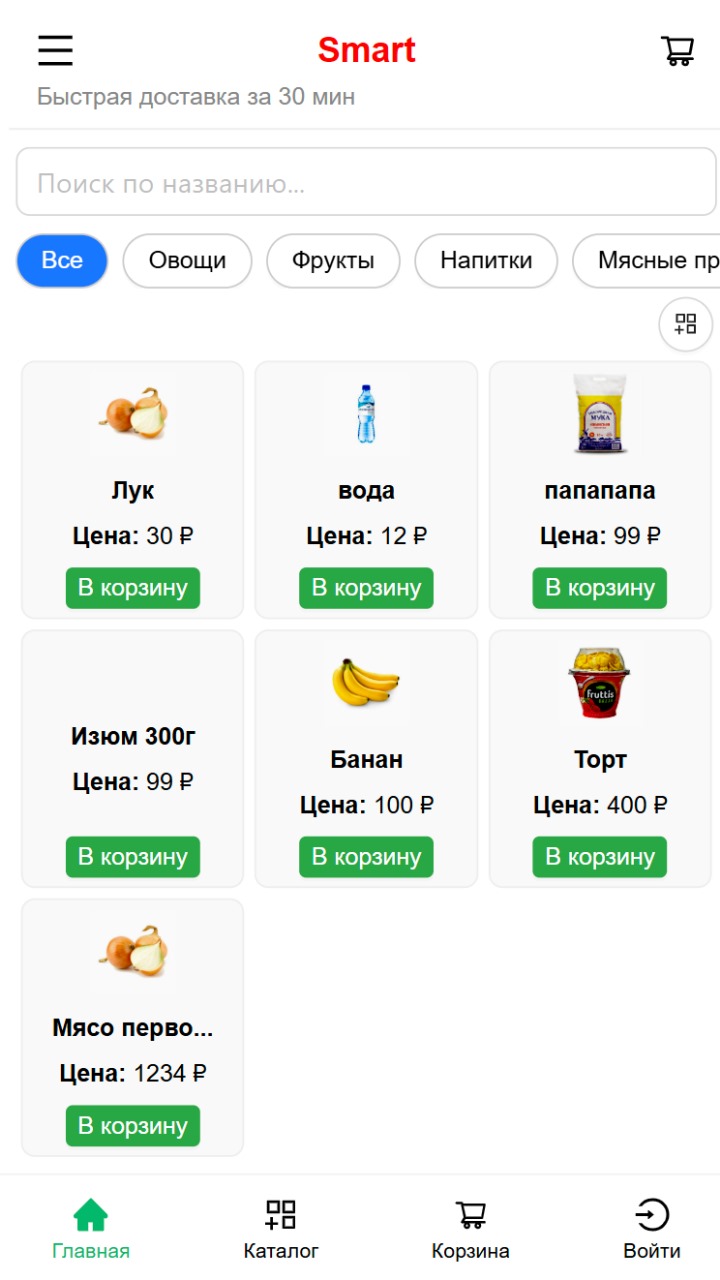 Smart
Быстрая доставка за 30 мин
Поиск по названию...
Все
Овощи
Фрукты
Напитки
Мясные пр
Лук
Цена: 30 ₽
В корзину
вода
Цена: 12 ₽
В корзину
МУКА
папапапа
Цена: 99 ₽
В корзину
Изюм 300г
Цена: 99 ₽
В корзину
Банан
Цена: 100 ₽
В корзину
fruttis
Торт
Цена: 400 ₽
В корзину
Мясо перво...
Цена: 1234 ₽
В корзину
Главная
Каталог
Корзина
Войти